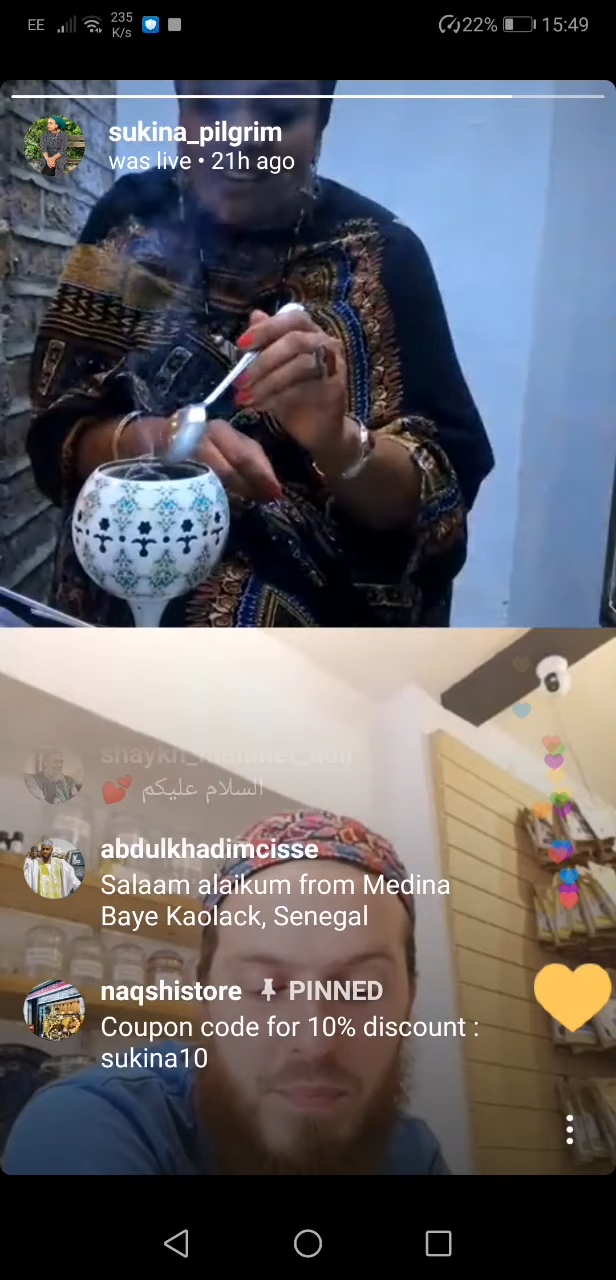 EE
235
K/s
22%
15:49
sukina_pilgrim
was live • 21h ago
السلام عليكم
abdulkhadimcisse
Salaam alaikum from Medina
Baye Kaolack, Senegal
naqshistore PINNED
Coupon code for 10% discount :
sukina10